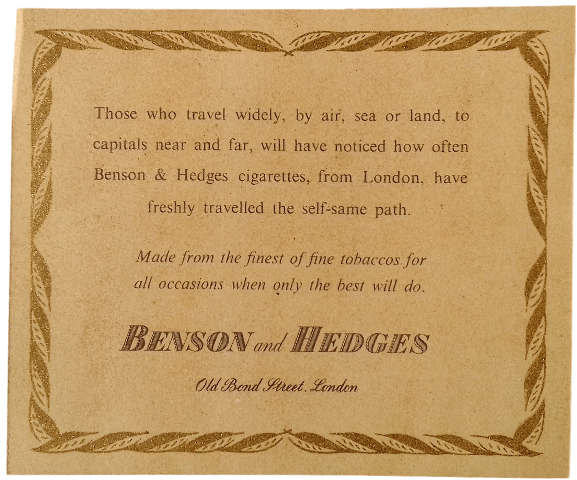 Those who travel widely, by air, sea or land, to
capitals near and far, will have noticed how often
Benson & Hedges cigarettes, from London, have
freshly travelled the self-same path.
Made from the finest of fine tobaccos for
all occasions when only the best will do.
BENSON and HEDGES
Old Bond Street, London